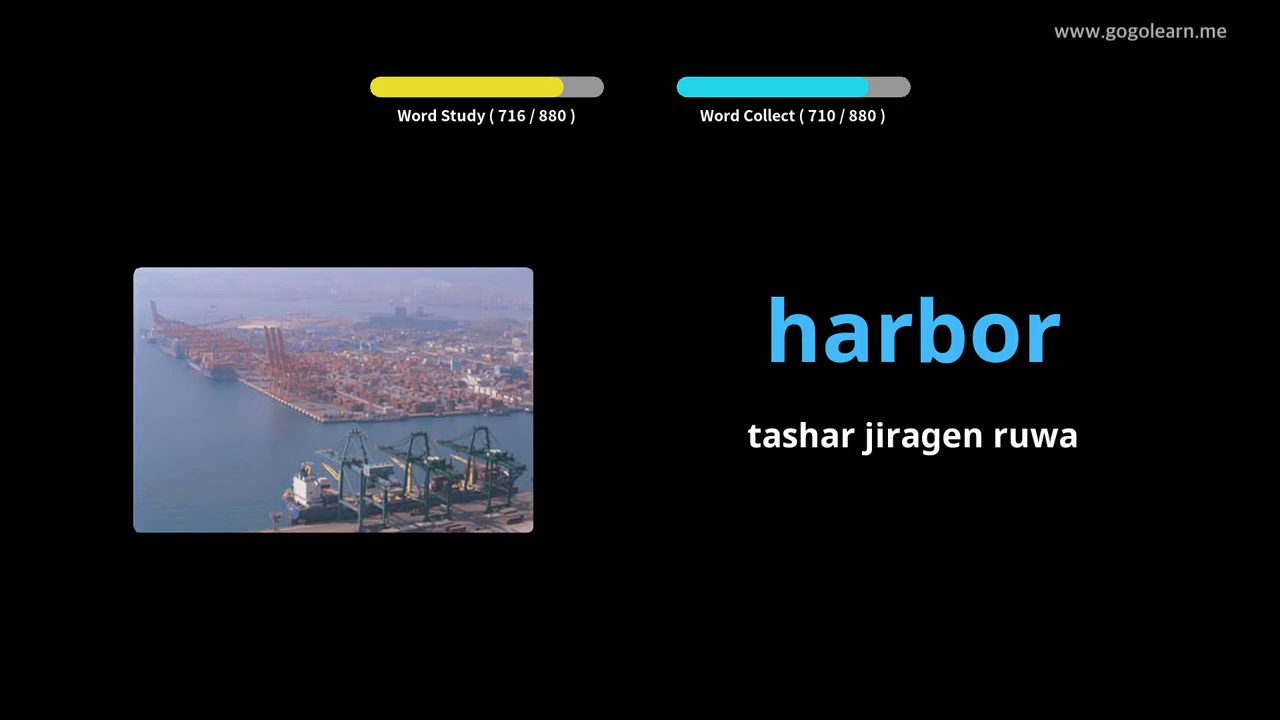 www.gogolearn.me
Word Study ( 716 / 880 )
Word Collect ( 710 / 880 )
harbor
tashar jiragen ruwa